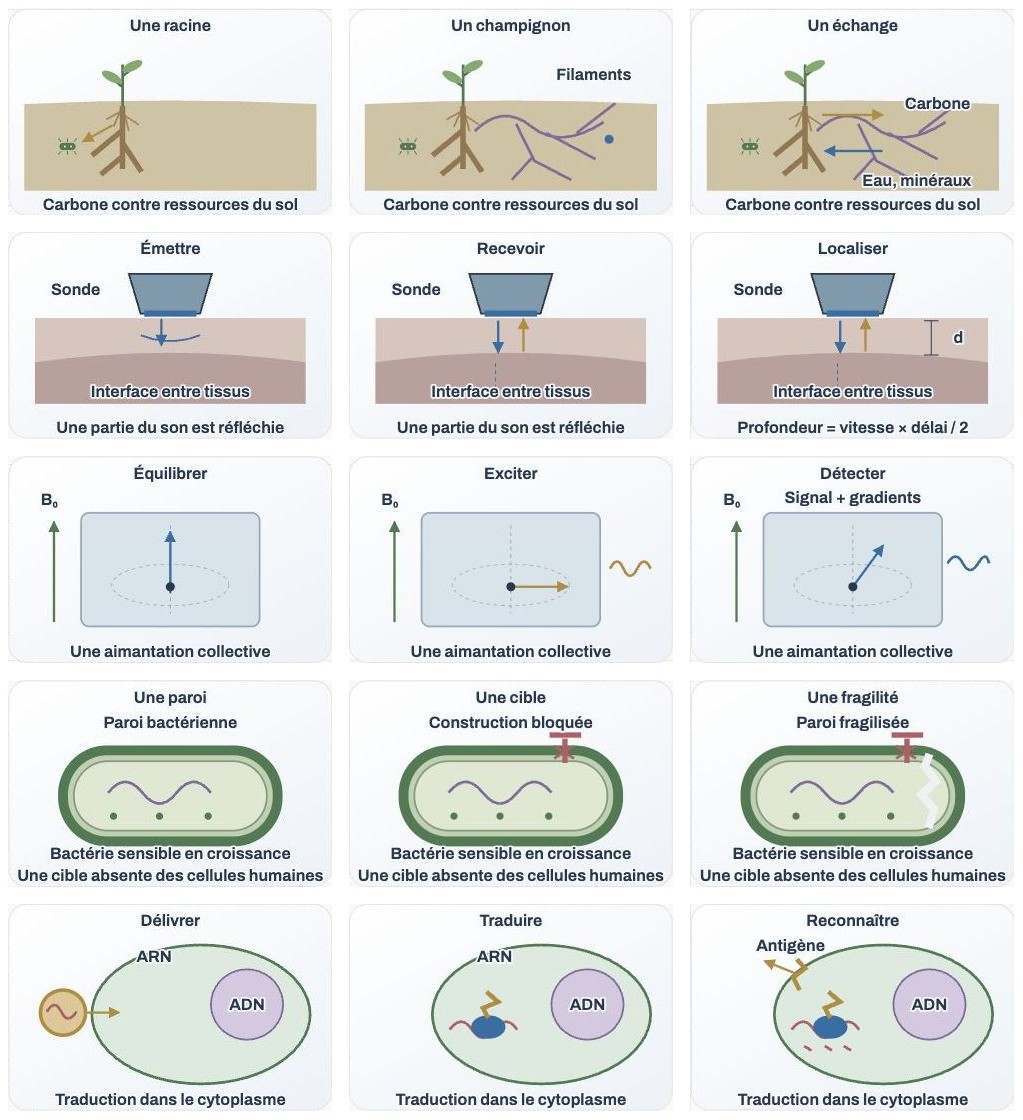 Une racine
Carbone contre ressources du sol
Un champignon
Filaments
Carbone contre ressources du sol
Un échange
Carbone
Eau, minéraux
Carbone contre ressources du sol
Émettre
Sonde
Interface entre tissus
Une partie du son est réfléchie
Recevoir
Sonde
Interface entre tissus
Une partie du son est réfléchie
Localiser
Sonde
d
Interface entre tissus
Profondeur = vitesse × délai / 2
Équilibrer
B₀
Une aimantation collective
Exciter
B₀
Une aimantation collective
Détecter
Signal + gradients
B₀
Une aimantation collective
Une paroi
Paroi bactérienne
Bactérie sensible en croissance
Une cible absente des cellules humaines
Une cible
Construction bloquée
Bactérie sensible en croissance
Une cible absente des cellules humaines
Une fragilité
Paroi fragilisée
Bactérie sensible en croissance
Une cible absente des cellules humaines
Délivrer
ARN
ADN
Traduction dans le cytoplasme
Traduire
ARN
ADN
Traduction dans le cytoplasme
Reconnaître
Antigène
ADN
Traduction dans le cytoplasme